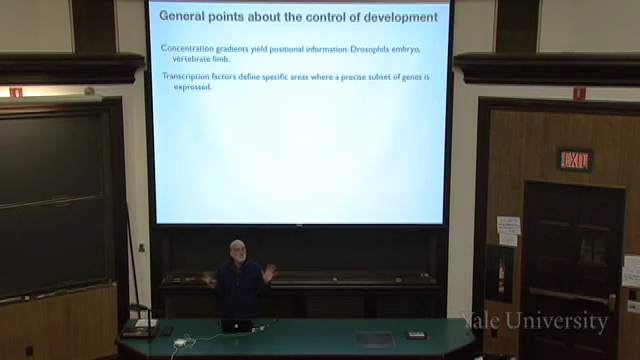 General points about the control of development
Concentration gradients yield positional information: Drosophila embryo,
vertebrate limb.
Transcription factors define specific areas where a precise subset of genes is
expressed.
EXIT
Yale University